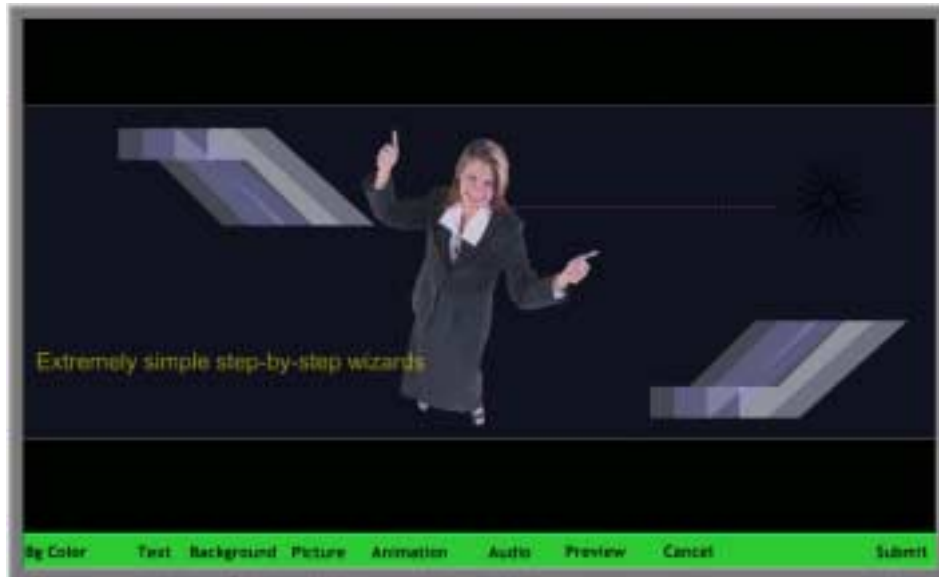 Extremely simple step-by-step wizards
Bg Color Text Background Picture Animation Audio Preview Cancel Submit